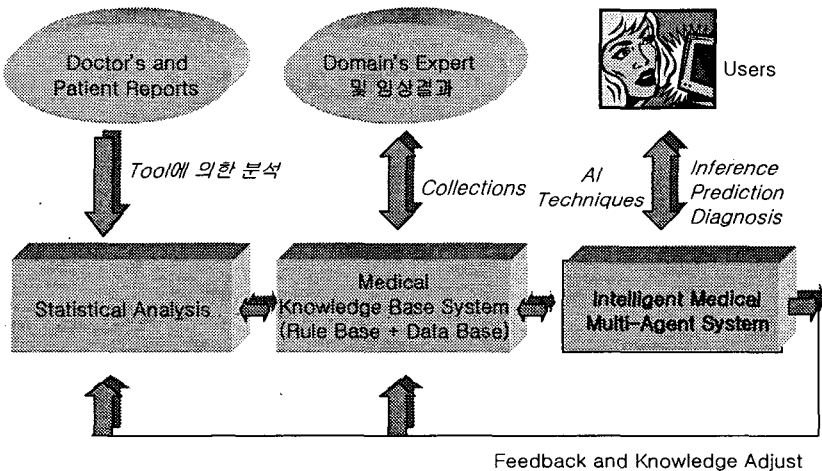 Doctor's and
Patient Reports
Domain's Expert
및 임상결과
Users
Tool에 의한 분석
Collections
AI
Techniques
Inference
Prediction
Diagnosis
Statistical Analysis
Medical
Knowledge Base System
(Rule Base + Data Base)
Intelligent Medical
Multi-Agent System
Feedback and Knowledge Adjust